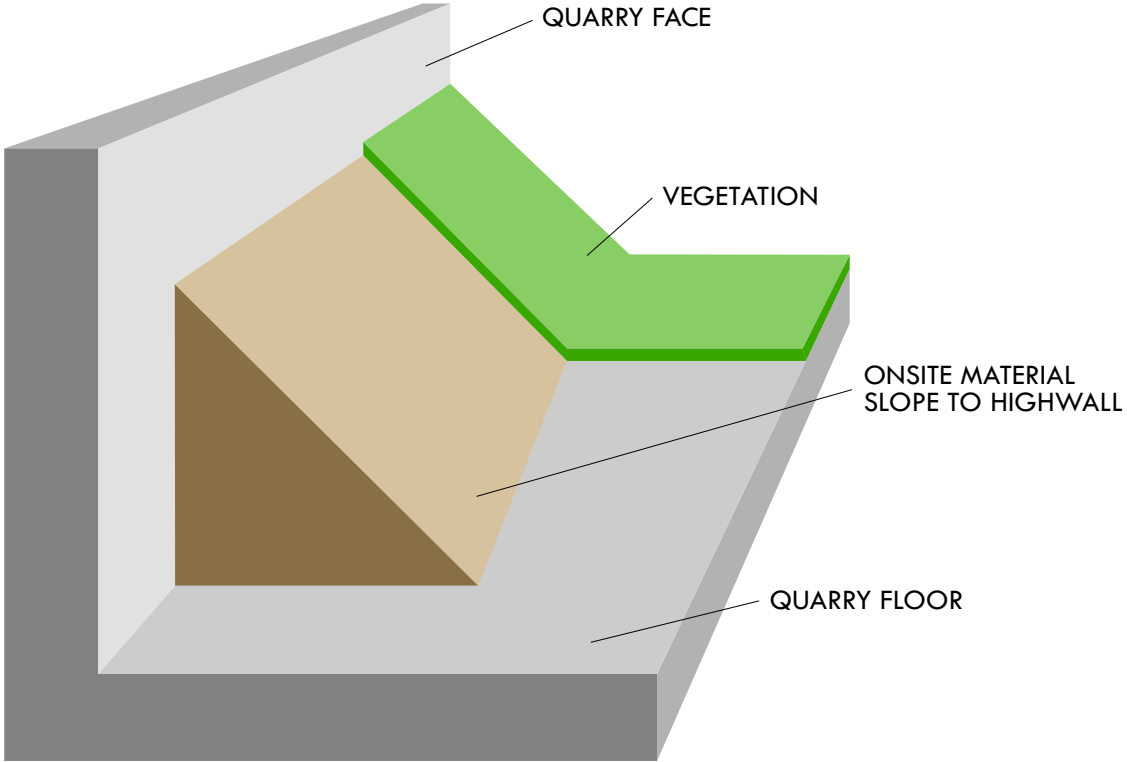 QUARRY FACE
VEGETATION
ONSITE MATERIAL
SLOPE TO HIGHWALL
QUARRY FLOOR